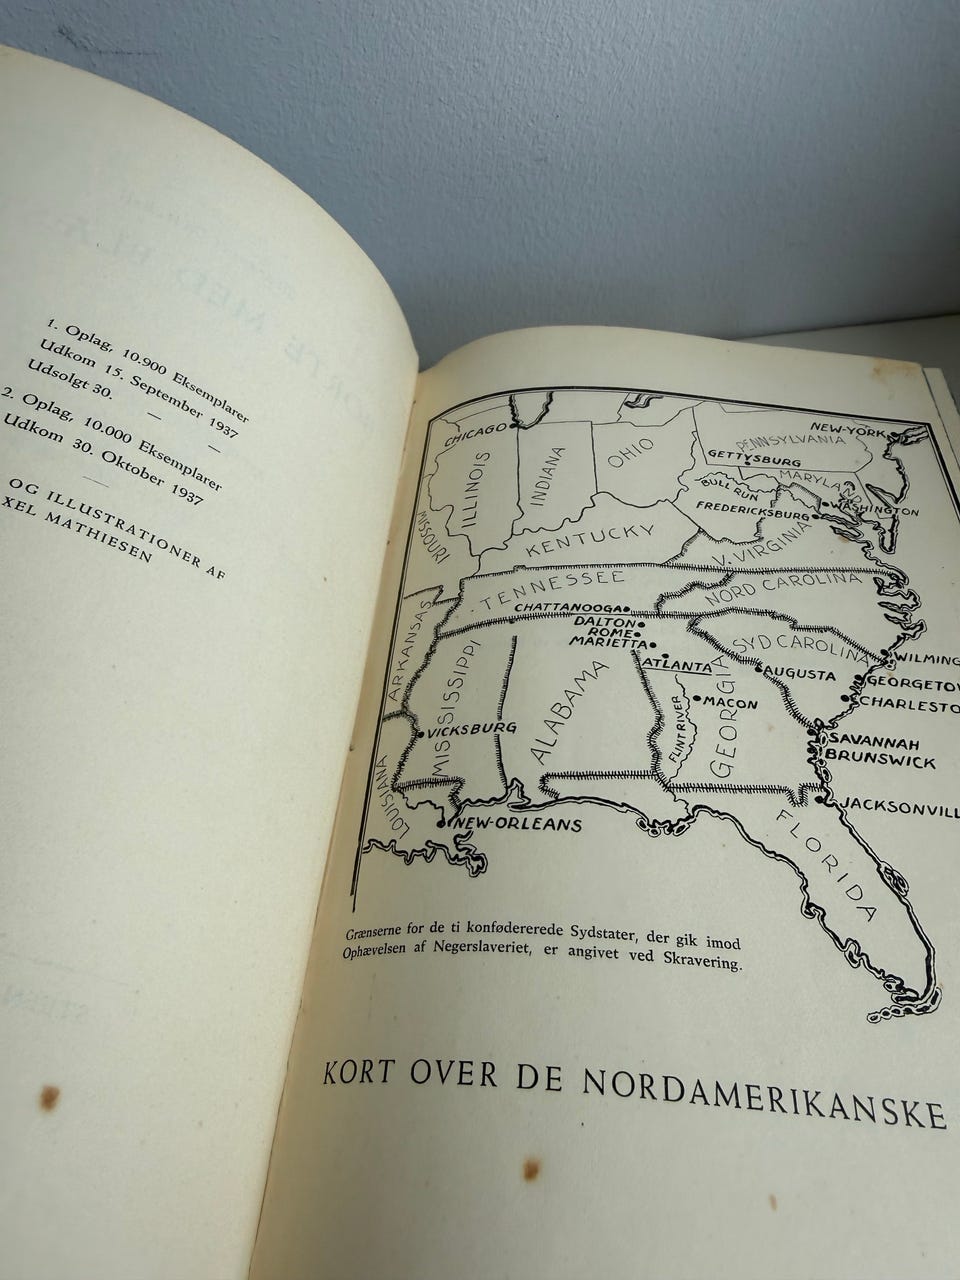 1. Oplag, 10.900 Eksemplarer
Udkom 15. September 1937
Udsolgt 30. — —
2. Oplag, 10.000 Eksemplarer
Udkom 30. Oktober 1937
OG ILLUSTRATIONER AF
XEL MATHIESEN
CHICAGO
ILLINOIS
INDIANA
OHIO
NEW-YORK
PENNSYLVANIA
GETTYSBURG
MARYLAND
BULL RUN
WASHINGTON
FREDERICKSBURG
MISSOURI
KENTUCKY
V. VIRGINIA
TENNESSEE
NORD CAROLINA
CHATTANOOGA
DALTON
ROME
MARIETTA
SYD CAROLINA
WILMING
ARKANSAS
MISSISSIPPI
ALABAMA
ATLANTA
GEORGIA
AUGUSTA
GEORGETOW
CHARLESTO
MACON
FLINT RIVER
VICKSBURG
SAVANNAH
BRUNSWICK
LOUISIANA
NEW-ORLEANS
JACKSONVILL
FLORIDA
Grænserne for de ti konfødererede Sydstater, der gik imod
Ophævelsen af Negerslaveriet, er angivet ved Skravering.
KORT OVER DE NORDAMERIKANSKE